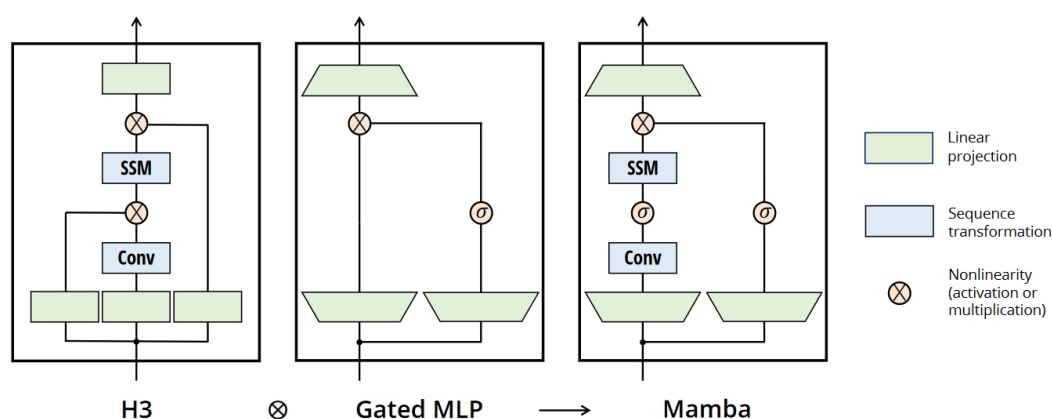 SSM
Conv
σ
SSM
σ
σ
Conv
Linear
projection
Sequence
transformation
Nonlinearity
(activation or
multiplication)
H3 ⊗ Gated MLP → Mamba